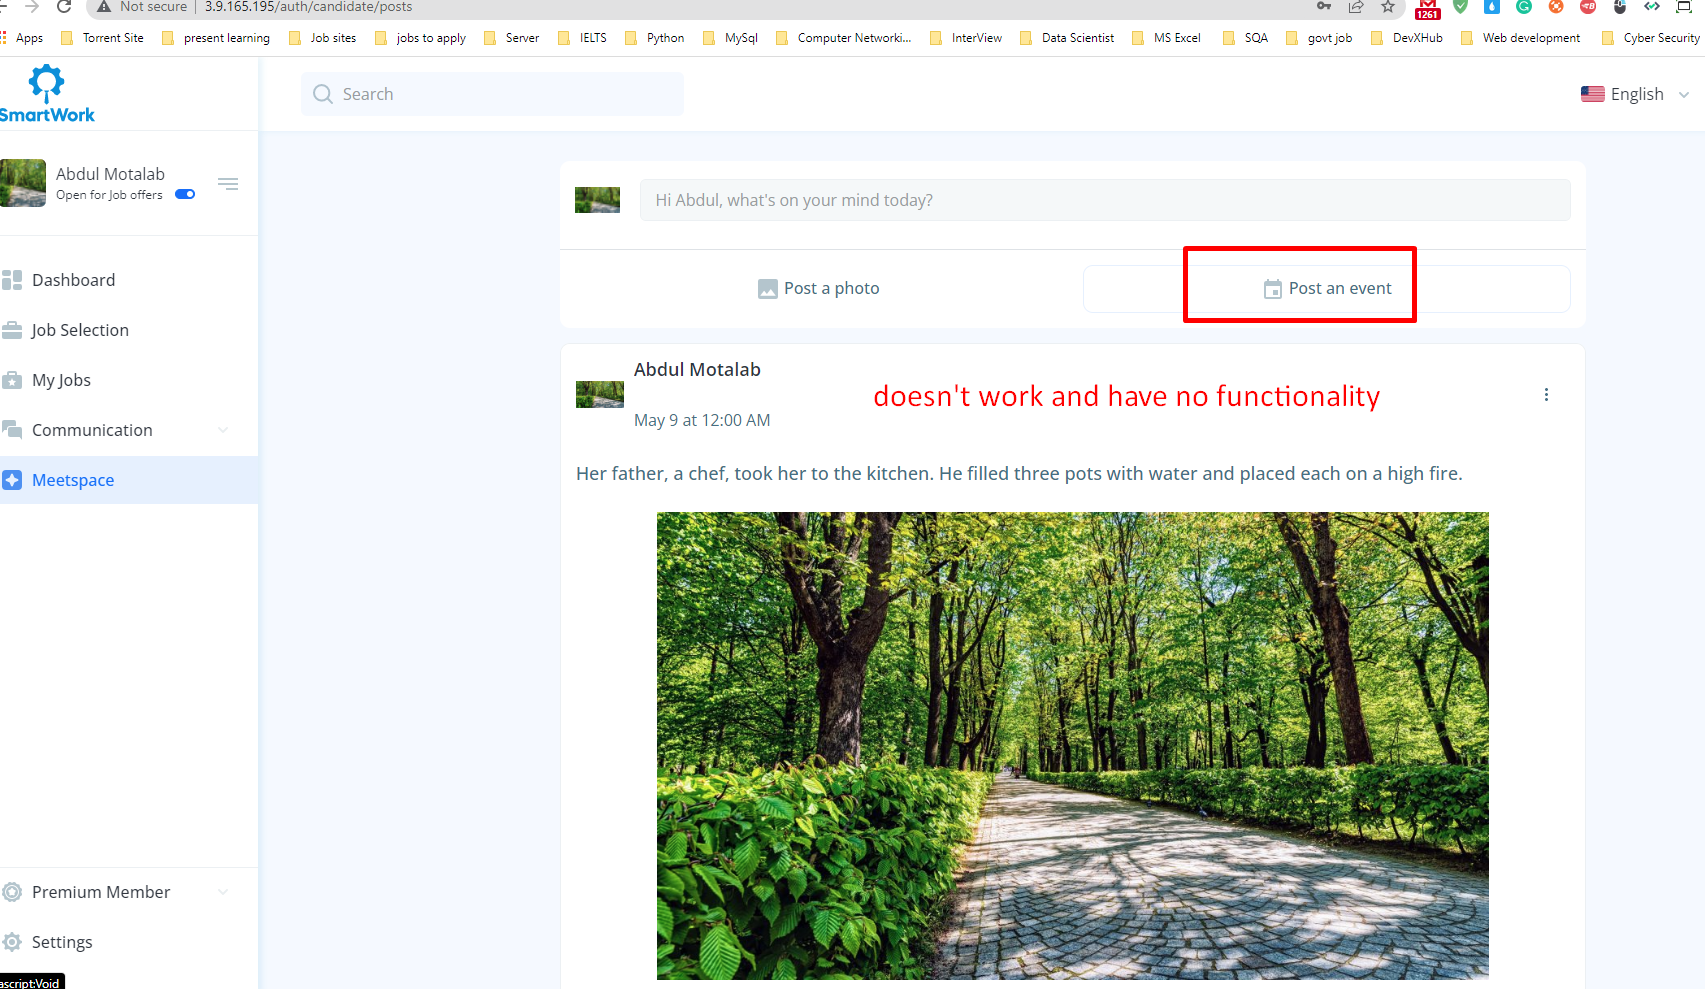 Not secure | 3.9.165.195/auth/candidate/posts
1261
Apps Torrent Site present learning Job sites jobs to apply Server IELTS Python MySql Computer Networki... InterView Data Scientist MS Excel SQA govt job DevXHub Web development Cyber Security
SmartWork
Search
English
Abdul Motalab
Open for Job offers
Hi Abdul, what's on your mind today?
Post a photo
Post an event
Dashboard
Job Selection
My Jobs
Communication
Meetspace
Abdul Motalab
doesn't work and have no functionality
May 9 at 12:00 AM
Her father, a chef, took her to the kitchen. He filled three pots with water and placed each on a high fire.
Premium Member
Settings
ascript:Void